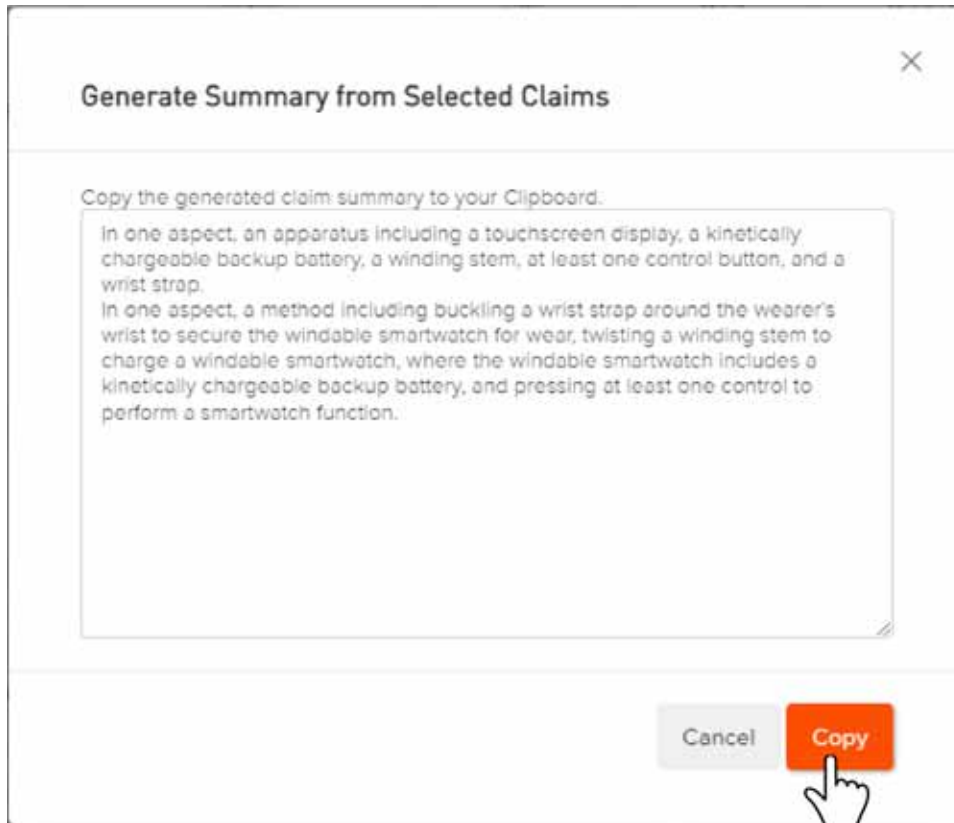 Generate Summary from Selected Claims
Copy the generated claim summary to your Clipboard.
In one aspect, an apparatus including a touchscreen display, a kinetically
chargeable backup battery, a winding stem, at least one control button, and a
wrist strap.
In one aspect, a method including buckling a wrist strap around the wearer's
wrist to secure the windable smartwatch for wear, twisting a winding stem to
charge a windable smartwatch, where the windable smartwatch includes a
kinetically chargeable backup battery, and pressing at least one control to
perform a smartwatch function.
Cancel
Copy